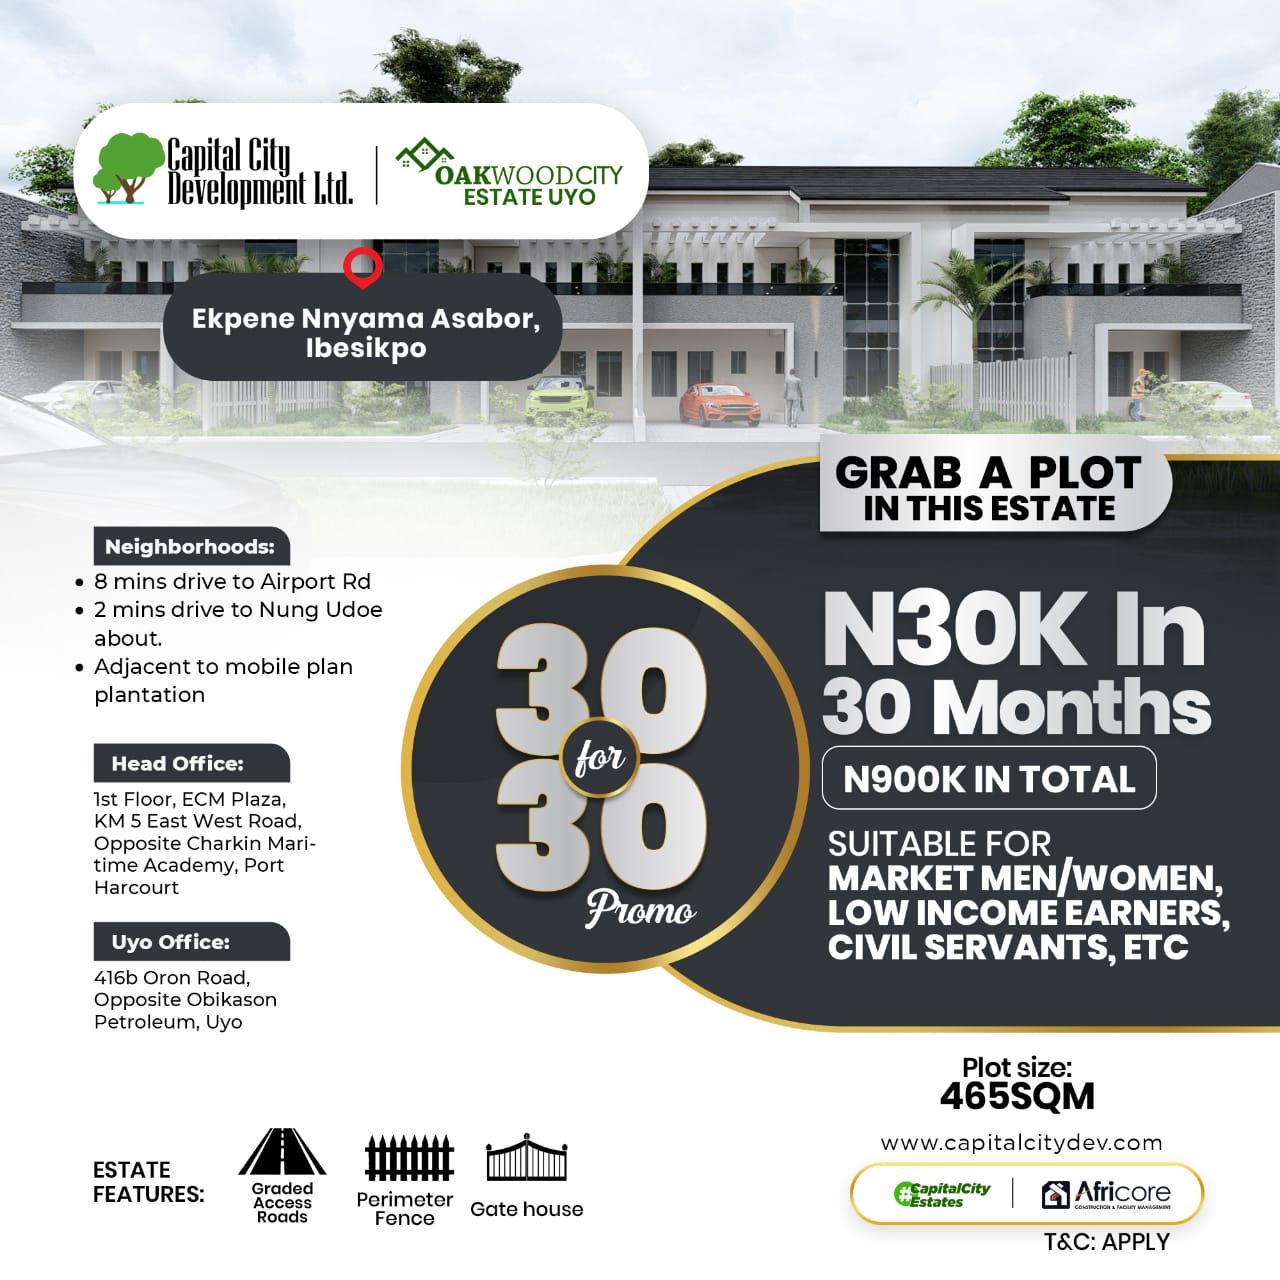 Capital City
Development Ltd.
OAKWOODCITY
ESTATE UYO
Ekpene Nnyama Asabor,
Ibesikpo
GRAB A PLOT
IN THIS ESTATE
Neighborhoods:
8 mins drive to Airport Rd
2 mins drive to Nung Udoe
about.
Adjacent to mobile plan
plantation
Head Office:
1st Floor, ECM Plaza,
KM 5 East West Road,
Opposite Charkin Mari-
time Academy, Port
Harcourt
Uyo Office:
416b Oron Road,
Opposite Obikason
Petroleum, Uyo
30
for
30
Promo
N30K In
30 Months
N900K IN TOTAL
SUITABLE FOR
MARKET MEN/WOMEN,
LOW INCOME EARNERS,
CIVIL SERVANTS, ETC
Plot size:
465SQM
www.capitalcitydev.com
#CapitalCity
Estates
Africore
CONSTRUCTION & FACILITY MANAGEMENT
T&C: APPLY
ESTATE
FEATURES:
Graded
Access
Roads
Perimeter
Fence
Gate house